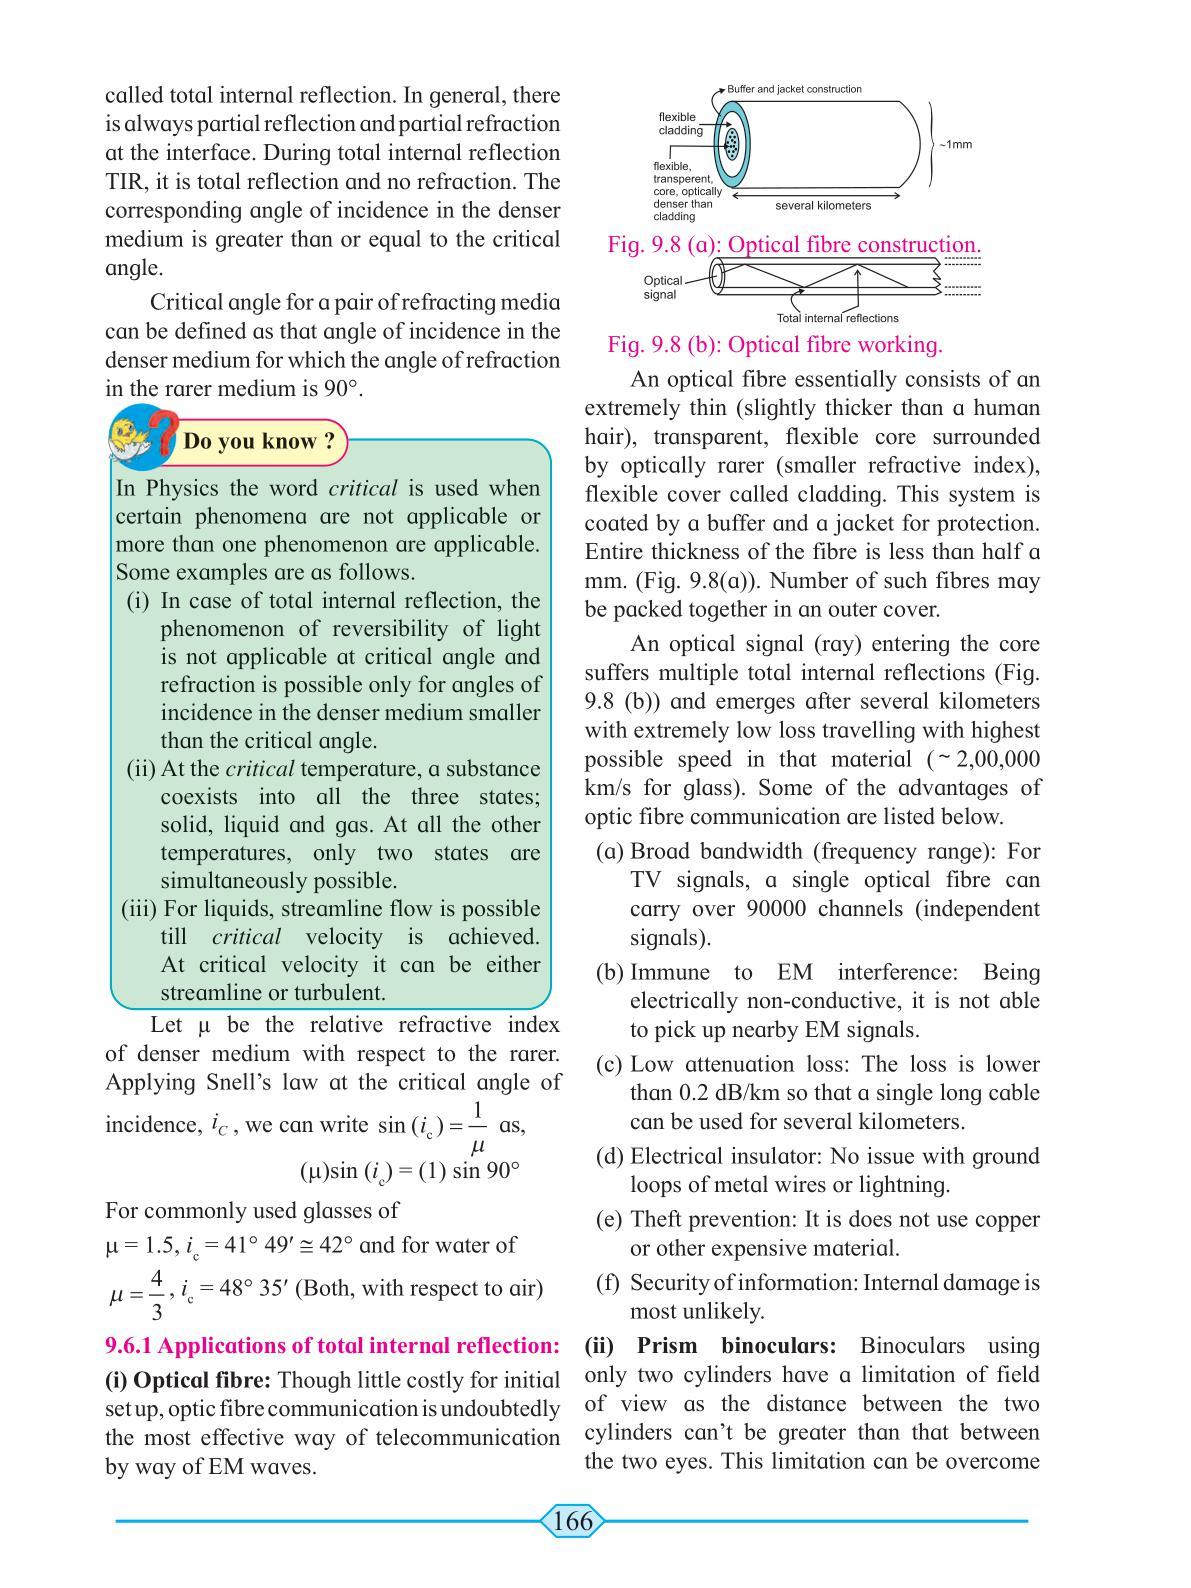 called total internal reflection. In general, there
is always partial reflection and partial refraction
at the interface. During total internal reflection
TIR, it is total reflection and no refraction. The
corresponding angle of incidence in the denser
medium is greater than or equal to the critical
angle.
Critical angle for a pair of refracting media
can be defined as that angle of incidence in the
denser medium for which the angle of refraction
in the rarer medium is 90°.
Do you know ?
In Physics the word critical is used when
certain phenomena are not applicable or
more than one phenomenon are applicable.
Some examples are as follows.
(i) In case of total internal reflection, the
phenomenon of reversibility of light
is not applicable at critical angle and
refraction is possible only for angles of
incidence in the denser medium smaller
than the critical angle.
(ii) At the critical temperature, a substance
coexists into all the three states;
solid, liquid and gas. At all the other
temperatures, only two states are
simultaneously possible.
(iii) For liquids, streamline flow is possible
till critical velocity is achieved.
At critical velocity it can be either
streamline or turbulent.
Let μ be the relative refractive index
of denser medium with respect to the rarer.
Applying Snell's law at the critical angle of
incidence, i_C , we can write sin (i_c) = 1/μ as,
(μ)sin (i_c) = (1) sin 90°
For commonly used glasses of
μ = 1.5, i_c = 41° 49′ ≅ 42° and for water of
μ = 4/3 , i_c = 48° 35′ (Both, with respect to air)
9.6.1 Applications of total internal reflection:
(i) Optical fibre: Though little costly for initial
set up, optic fibre communication is undoubtedly
the most effective way of telecommunication
by way of EM waves.
Buffer and jacket construction
flexible
cladding
flexible,
transparent,
core, optically
denser than
cladding
~1mm
several kilometers
Fig. 9.8 (a): Optical fibre construction.
Optical
signal
Total internal reflections
Fig. 9.8 (b): Optical fibre working.
An optical fibre essentially consists of an
extremely thin (slightly thicker than a human
hair), transparent, flexible core surrounded
by optically rarer (smaller refractive index),
flexible cover called cladding. This system is
coated by a buffer and a jacket for protection.
Entire thickness of the fibre is less than half a
mm. (Fig. 9.8(a)). Number of such fibres may
be packed together in an outer cover.
An optical signal (ray) entering the core
suffers multiple total internal reflections (Fig.
9.8 (b)) and emerges after several kilometers
with extremely low loss travelling with highest
possible speed in that material (~ 2,00,000
km/s for glass). Some of the advantages of
optic fibre communication are listed below.
(a) Broad bandwidth (frequency range): For
TV signals, a single optical fibre can
carry over 90000 channels (independent
signals).
(b) Immune to EM interference: Being
electrically non-conductive, it is not able
to pick up nearby EM signals.
(c) Low attenuation loss: The loss is lower
than 0.2 dB/km so that a single long cable
can be used for several kilometers.
(d) Electrical insulator: No issue with ground
loops of metal wires or lightning.
(e) Theft prevention: It is does not use copper
or other expensive material.
(f) Security of information: Internal damage is
most unlikely.
(ii) Prism binoculars: Binoculars using
only two cylinders have a limitation of field
of view as the distance between the two
cylinders can't be greater than that between
the two eyes. This limitation can be overcome
166